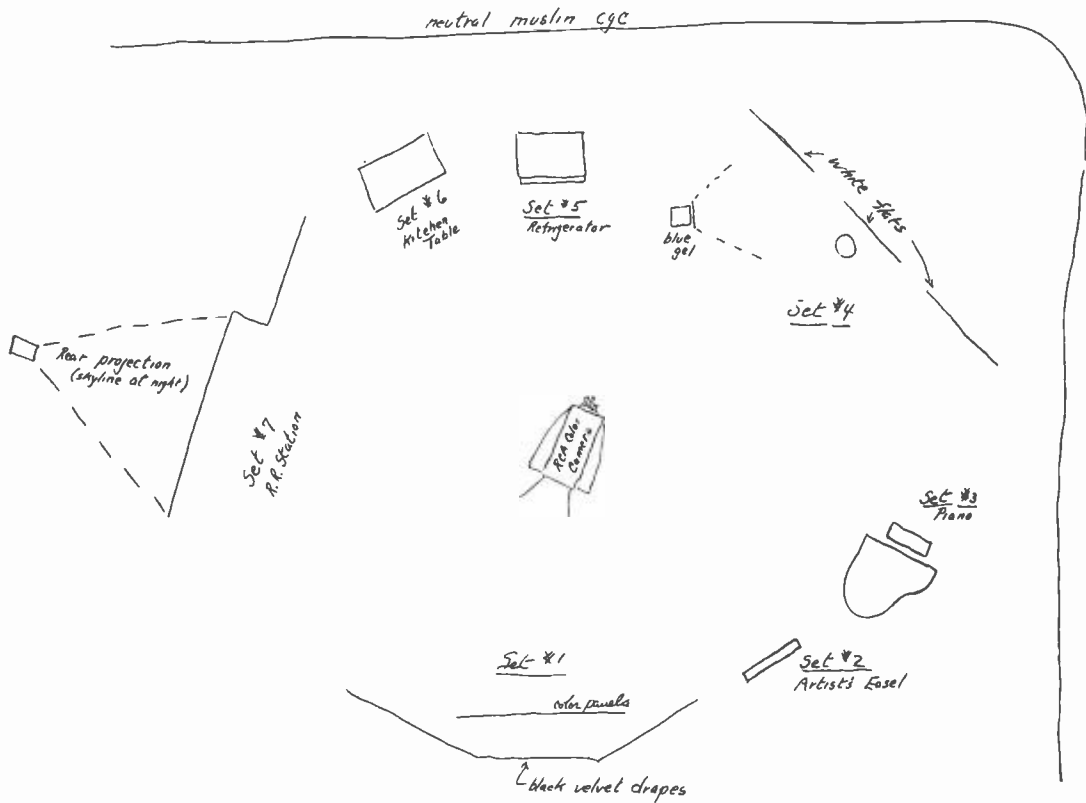 neutral muslin cyc
Set #6
Kitchen
Table
Set #5
Refrigerator
blue
gel
white flats
Set #4
Rear projection
(skyline at night)
Set #7
R.R. Station
RCA Color
Camera
Set #3
Piano
Set #2
Artist's Easel
Set #1
color panels
black velvet drapes